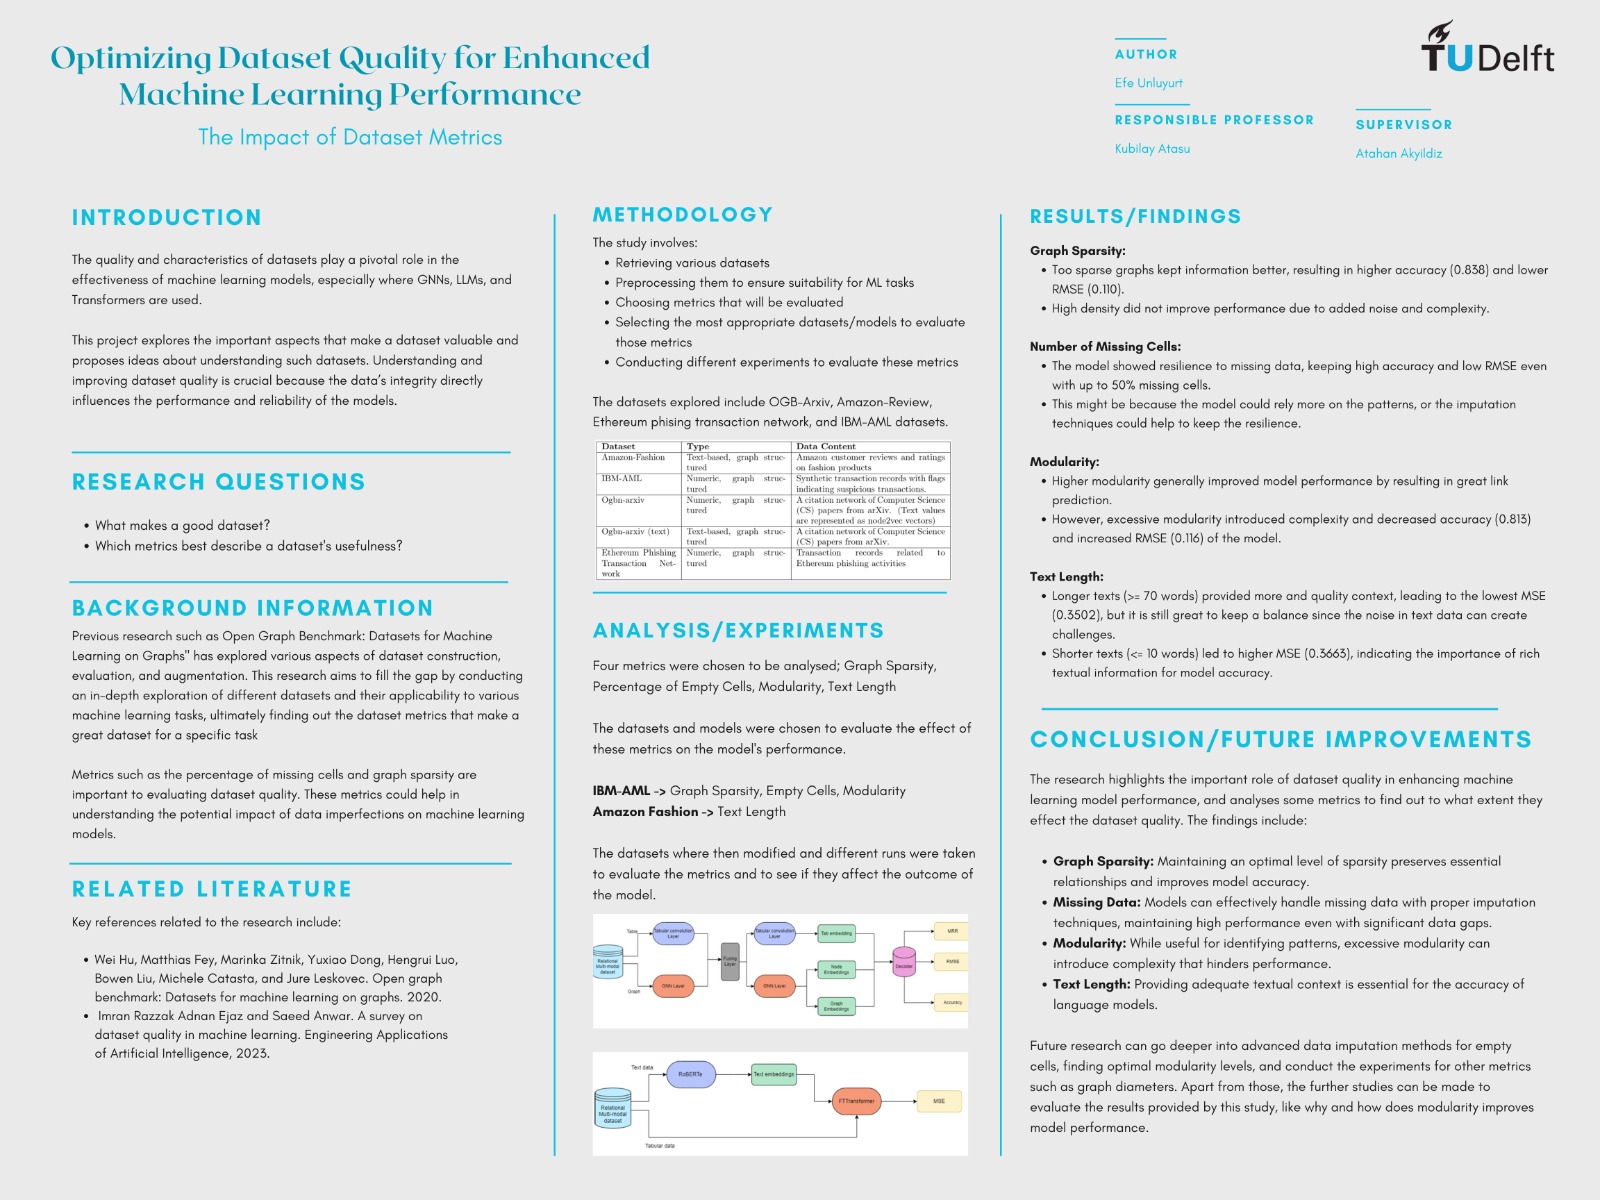 Optimizing Dataset Quality for Enhanced
Machine Learning Performance
The Impact of Dataset Metrics
AUTHOR
Efe Unluyurt
RESPONSIBLE PROFESSOR
Kubilay Atasu
SUPERVISOR
Atahan Akyildiz
TUDelft
INTRODUCTION
The quality and characteristics of datasets play a pivotal role in the
effectiveness of machine learning models, especially where GNNs, LLMs, and
Transformers are used.
This project explores the important aspects that make a dataset valuable and
proposes ideas about understanding such datasets. Understanding and
improving dataset quality is crucial because the data's integrity directly
influences the performance and reliability of the models.
RESEARCH QUESTIONS
• What makes a good dataset?
• Which metrics best describe a dataset's usefulness?
BACKGROUND INFORMATION
Previous research such as Open Graph Benchmark: Datasets for Machine
Learning on Graphs" has explored various aspects of dataset construction,
evaluation, and augmentation. This research aims to fill the gap by conducting
an in-depth exploration of different datasets and their applicability to various
machine learning tasks, ultimately finding out the dataset metrics that make a
great dataset for a specific task
Metrics such as the percentage of missing cells and graph sparsity are
important to evaluating dataset quality. These metrics could help in
understanding the potential impact of data imperfections on machine learning
models.
RELATED LITERATURE
Key references related to the research include:
• Wei Hu, Matthias Fey, Marinka Zitnik, Yuxiao Dong, Hengrui Luo,
Bowen Liu, Michele Catasta, and Jure Leskovec. Open graph
benchmark: Datasets for machine learning on graphs. 2020.
• Imran Razzak Adnan Ejaz and Saeed Anwar. A survey on
dataset quality in machine learning. Engineering Applications
of Artificial Intelligence, 2023.
METHODOLOGY
The study involves:
• Retrieving various datasets
• Preprocessing them to ensure suitability for ML tasks
• Choosing metrics that will be evaluated
• Selecting the most appropriate datasets/models to evaluate
those metrics
• Conducting different experiments to evaluate these metrics
The datasets explored include OGB-Arxiv, Amazon-Review,
Ethereum phising transaction network, and IBM-AML datasets.
Dataset Type Data Content
Amazon-Fashion Text-based, graph struc- Amazon customer reviews and ratings
tured on fashion products
IBM-AML Numeric, graph struc- Synthetic transaction records with flags
tured indicating suspicious transactions.
Ogbn-arxiv Numeric, graph struc- A citation network of Computer Science
tured (CS) papers from arXiv. (Text values
are represented as node2vec vectors)
Ogbn-arxiv (text) Text-based, graph struc- A citation network of Computer Science
tured (CS) papers from arXiv.
Ethereum Phishing Numeric, graph struc- Transaction records related to
Transaction Net- tured Ethereum phishing activities
work
ANALYSIS/EXPERIMENTS
Four metrics were chosen to be analysed; Graph Sparsity,
Percentage of Empty Cells, Modularity, Text Length
The datasets and models were chosen to evaluate the effect of
these metrics on the model's performance.
IBM-AML -> Graph Sparsity, Empty Cells, Modularity
Amazon Fashion -> Text Length
The datasets where then modified and different runs were taken
to evaluate the metrics and to see if they affect the outcome of
the model.
Relational
Multi-modal
dataset
Table
Graph
Tabular convolution
Layer
GNN Layer
Fusing
Layer
Tabular convolution
Layer
GNN Layer
Tab embedding
Node
Embeddings
Graph
Embeddings
Decoder
MRR
RMSE
Accuracy
Relational
Multi-modal
dataset
Text data
Tabular data
RoBERTa
Text embeddings
FTTransformer
MSE
RESULTS/FINDINGS
Graph Sparsity:
• Too sparse graphs kept information better, resulting in higher accuracy (0.838) and lower
RMSE (0.110).
• High density did not improve performance due to added noise and complexity.
Number of Missing Cells:
• The model showed resilience to missing data, keeping high accuracy and low RMSE even
with up to 50% missing cells.
• This might be because the model could rely more on the patterns, or the imputation
techniques could help to keep the resilience.
Modularity:
• Higher modularity generally improved model performance by resulting in great link
prediction.
• However, excessive modularity introduced complexity and decreased accuracy (0.813)
and increased RMSE (0.116) of the model.
Text Length:
• Longer texts (>= 70 words) provided more and quality context, leading to the lowest MSE
(0.3502), but it is still great to keep a balance since the noise in text data can create
challenges.
• Shorter texts (<= 10 words) led to higher MSE (0.3663), indicating the importance of rich
textual information for model accuracy.
CONCLUSION/FUTURE IMPROVEMENTS
The research highlights the important role of dataset quality in enhancing machine
learning model performance, and analyses some metrics to find out to what extent they
effect the dataset quality. The findings include:
• Graph Sparsity: Maintaining an optimal level of sparsity preserves essential
relationships and improves model accuracy.
• Missing Data: Models can effectively handle missing data with proper imputation
techniques, maintaining high performance even with significant data gaps.
• Modularity: While useful for identifying patterns, excessive modularity can
introduce complexity that hinders performance.
• Text Length: Providing adequate textual context is essential for the accuracy of
language models.
Future research can go deeper into advanced data imputation methods for empty
cells, finding optimal modularity levels, and conduct the experiments for other metrics
such as graph diameters. Apart from those, the further studies can be made to
evaluate the results provided by this study, like why and how does modularity improves
model performance.